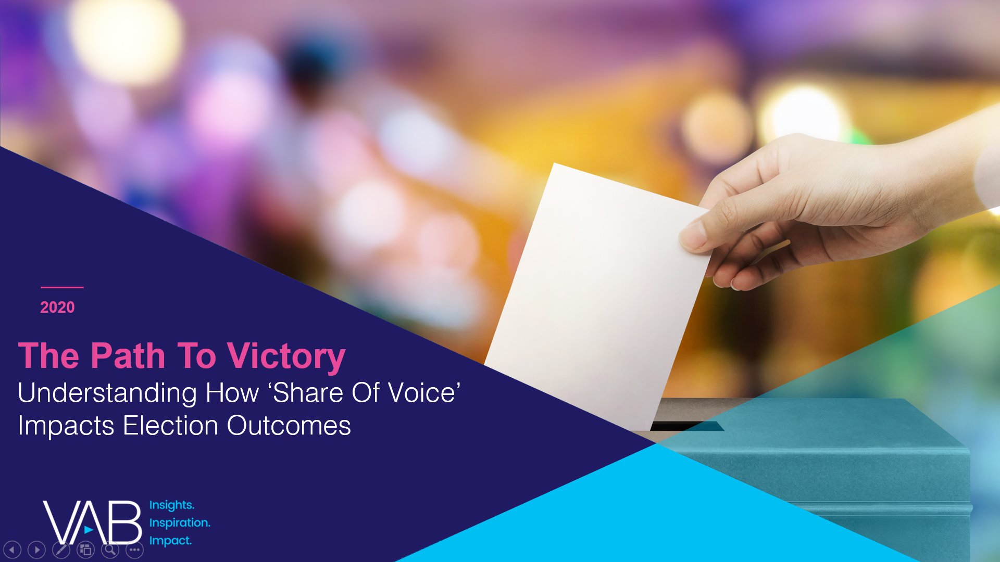 2020
The Path To Victory
Understanding How ‘Share Of Voice’
Impacts Election Outcomes
VAB
Insights.
Inspiration.
Impact.